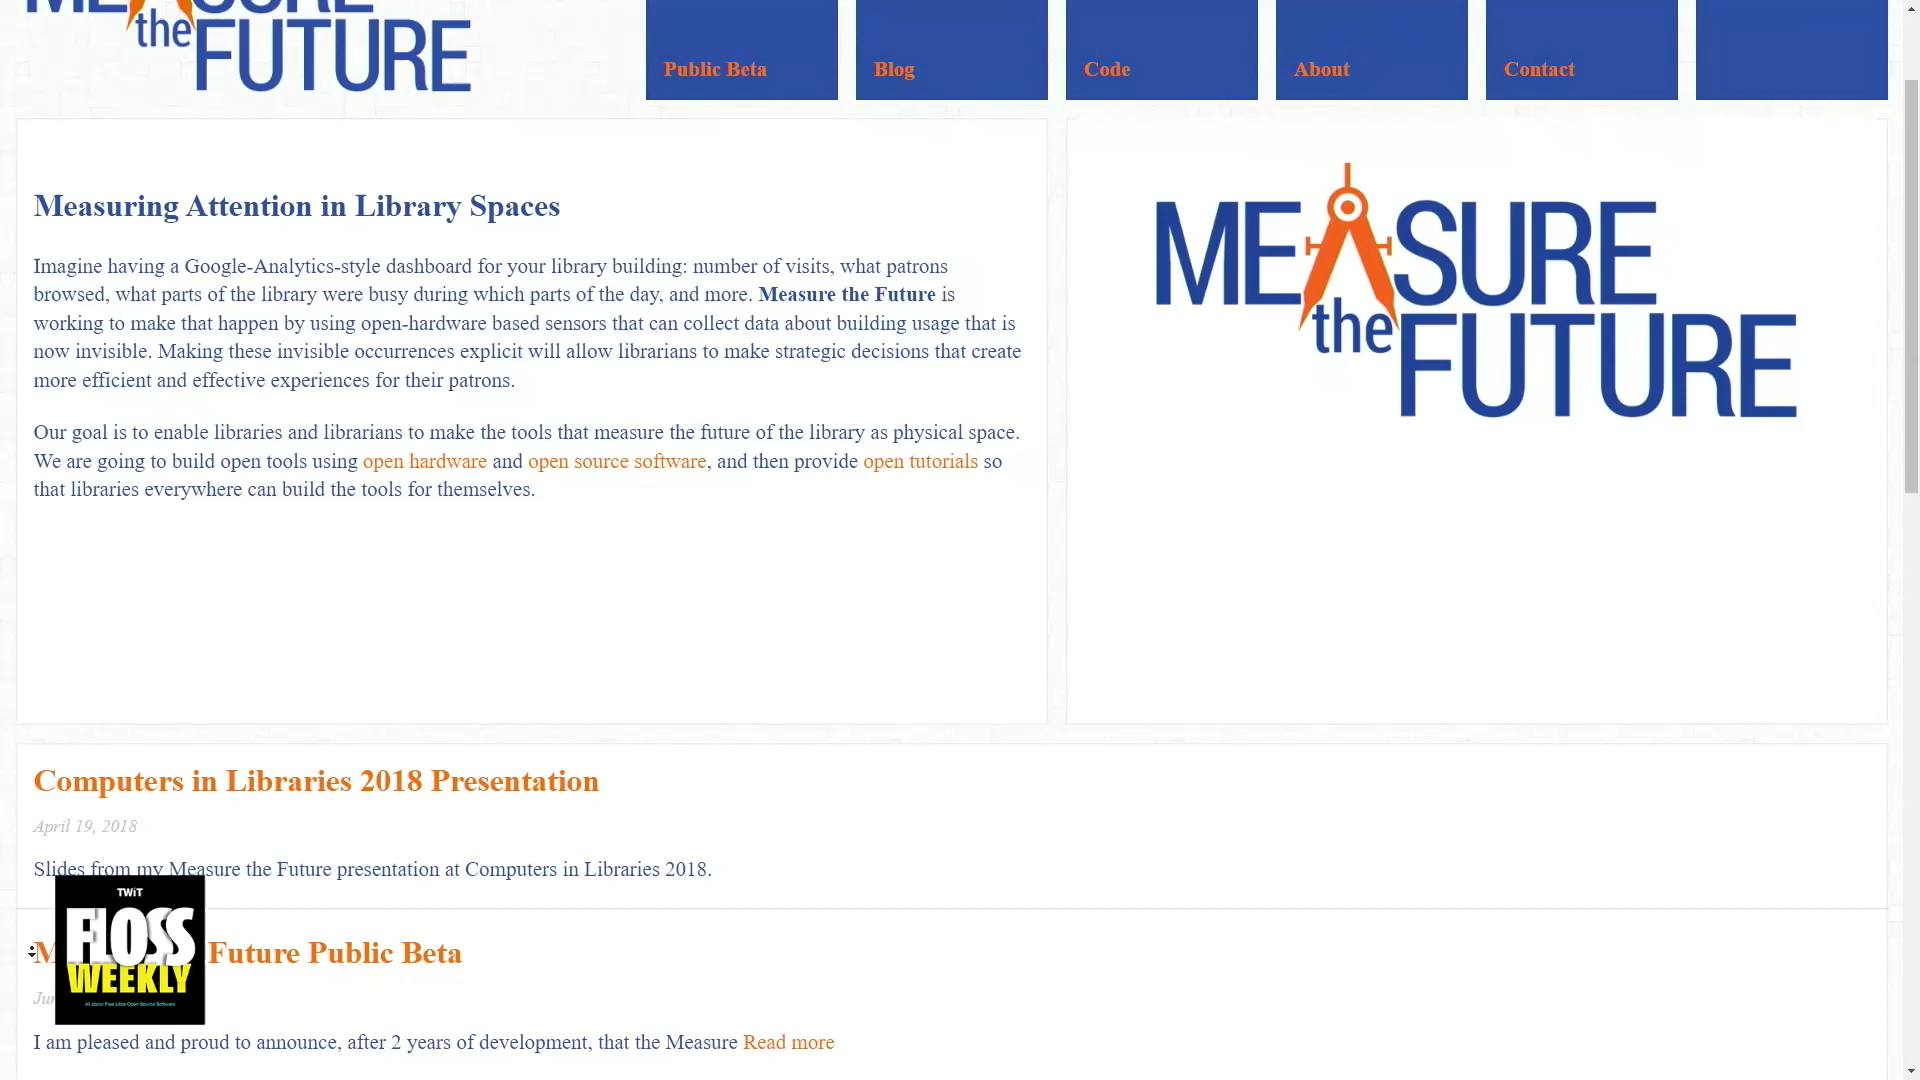 the
FUTURE
Public Beta
Blog
Code
About
Contact
Measuring Attention in Library Spaces
Imagine having a Google-Analytics-style dashboard for your library building: number of visits, what patrons
browsed, what parts of the library were busy during which parts of the day, and more. Measure the Future is
working to make that happen by using open-hardware based sensors that can collect data about building usage that is
now invisible. Making these invisible occurrences explicit will allow librarians to make strategic decisions that create
more efficient and effective experiences for their patrons.
Our goal is to enable libraries and librarians to make the tools that measure the future of the library as physical space.
We are going to build open tools using open hardware and open source software, and then provide open tutorials so
that libraries everywhere can build the tools for themselves.
MEASURE
the
FUTURE
Computers in Libraries 2018 Presentation
April 19, 2018
Slides from my Measure the Future presentation at Computers in Libraries 2018.
Future Public Beta
I am pleased and proud to announce, after 2 years of development, that the Measure Read more
TWiT
FLOSS
WEEKLY
All about Free Libre Open Source Software